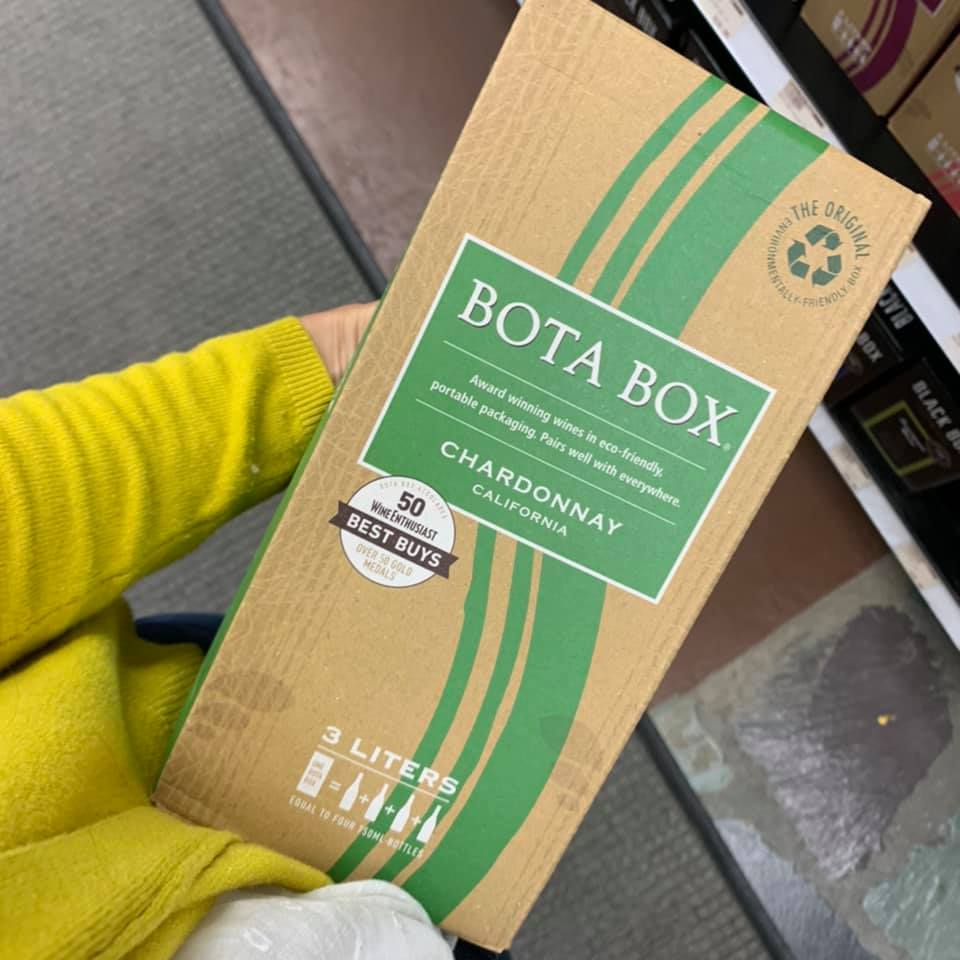 THE ORIGINAL
ENVIRONMENTALLY-FRIENDLY-BOX
BOTA BOX®
Award winning wines in eco-friendly,
portable packaging. Pairs well with everywhere.
CHARDONNAY
CALIFORNIA
50
WINE ENTHUSIAST
BEST BUYS
OVER 50 GOLD
MEDALS
3 LITERS
=
+
+
+
EQUAL TO FOUR 750ML BOTTLES
BLACK
BOX
BLACK